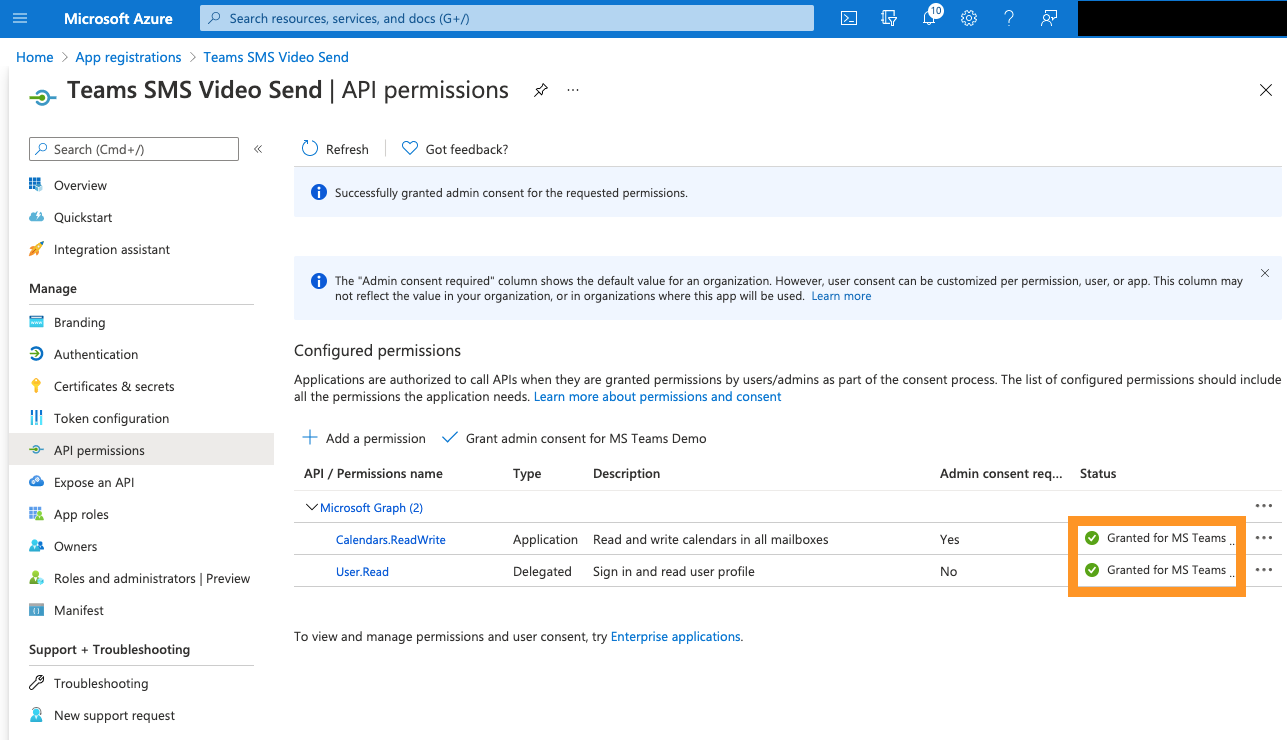 Microsoft Azure
Search resources, services, and docs (G+/)
10
Home > App registrations > Teams SMS Video Send
Teams SMS Video Send | API permissions
Search (Cmd+/)
Overview
Quickstart
Integration assistant
Manage
Branding
Authentication
Certificates & secrets
Token configuration
API permissions
Expose an API
App roles
Owners
Roles and administrators | Preview
Manifest
Support + Troubleshooting
Troubleshooting
New support request
Refresh
Got feedback?
Successfully granted admin consent for the requested permissions.
The "Admin consent required" column shows the default value for an organization. However, user consent can be customized per permission, user, or app. This column may
not reflect the value in your organization, or in organizations where this app will be used. Learn more
Configured permissions
Applications are authorized to call APIs when they are granted permissions by users/admins as part of the consent process. The list of configured permissions should include
all the permissions the application needs. Learn more about permissions and consent
Add a permission
Grant admin consent for MS Teams Demo
API / Permissions name Type Description Admin consent req... Status
Microsoft Graph (2)
Calendars.ReadWrite Application Read and write calendars in all mailboxes Yes Granted for MS Teams ..
User.Read Delegated Sign in and read user profile No Granted for MS Teams ..
To view and manage permissions and user consent, try Enterprise applications.